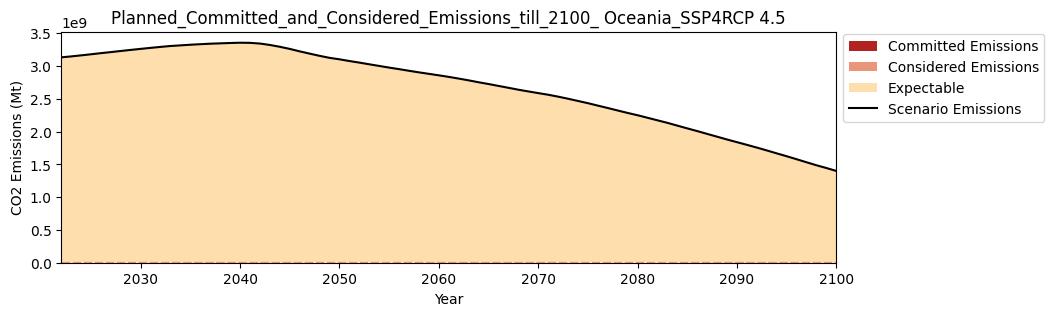 Planned_Committed_and_Considered_Emissions_till_2100_ Oceania_SSP4RCP 4.5
1e9
3.5
3.0
2.5
2.0
1.5
1.0
0.5
0.0
CO2 Emissions (Mt)
2030 2040 2050 2060 2070 2080 2090 2100
Year
Committed Emissions
Considered Emissions
Expectable
Scenario Emissions